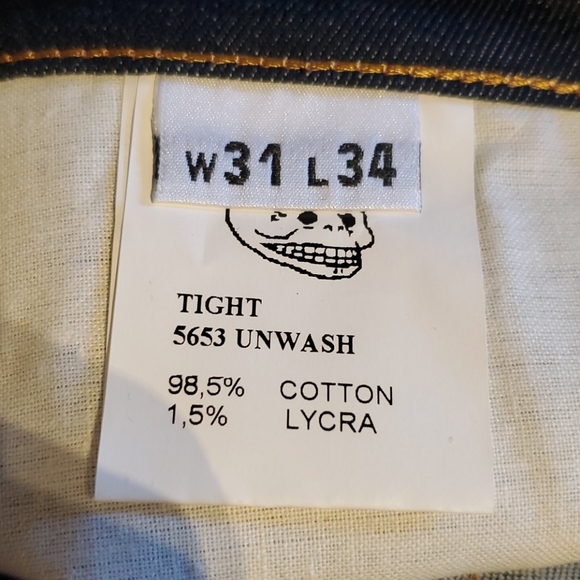 W31 L34
TIGHT
5653 UNWASH
98,5% COTTON
1,5% LYCRA